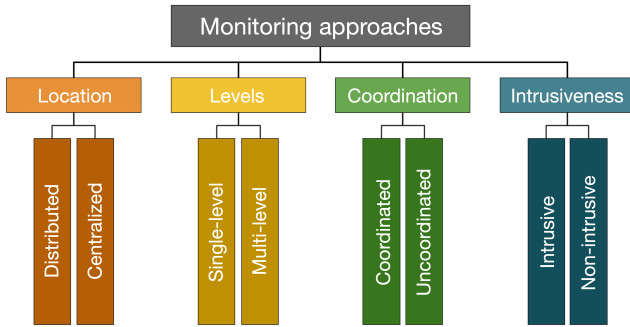 Monitoring approaches
Location
Levels
Coordination
Intrusiveness
Distributed
Centralized
Single-level
Multi-level
Coordinated
Uncoordinated
Intrusive
Non-intrusive